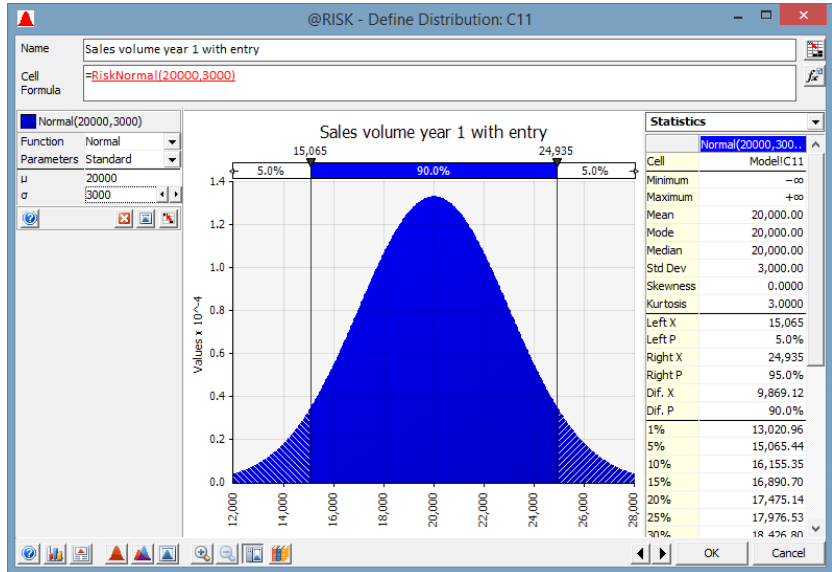 @RISK - Define Distribution: C11
Name Sales volume year 1 with entry
Cell Formula =RiskNormal(20000,3000)
Normal(20000,3000)
Function Normal
Parameters Standard
μ 20000
σ 3000
Sales volume year 1 with entry
15,065 24,935
5.0% 90.0% 5.0%
Values x 10^-4
1.4
1.2
1.0
0.8
0.6
0.4
0.2
0.0
12,000 14,000 16,000 18,000 20,000 22,000 24,000 26,000 28,000
Statistics
Normal(20000,300..
Cell Model!C11
Minimum -∞
Maximum +∞
Mean 20,000.00
Mode 20,000.00
Median 20,000.00
Std Dev 3,000.00
Skewness 0.0000
Kurtosis 3.0000
Left X 15,065
Left P 5.0%
Right X 24,935
Right P 95.0%
Dif. X 9,869.12
Dif. P 90.0%
1% 13,020.96
5% 15,065.44
10% 16,155.35
15% 16,890.70
20% 17,475.14
25% 17,976.53
30% 18,426.80
OK Cancel